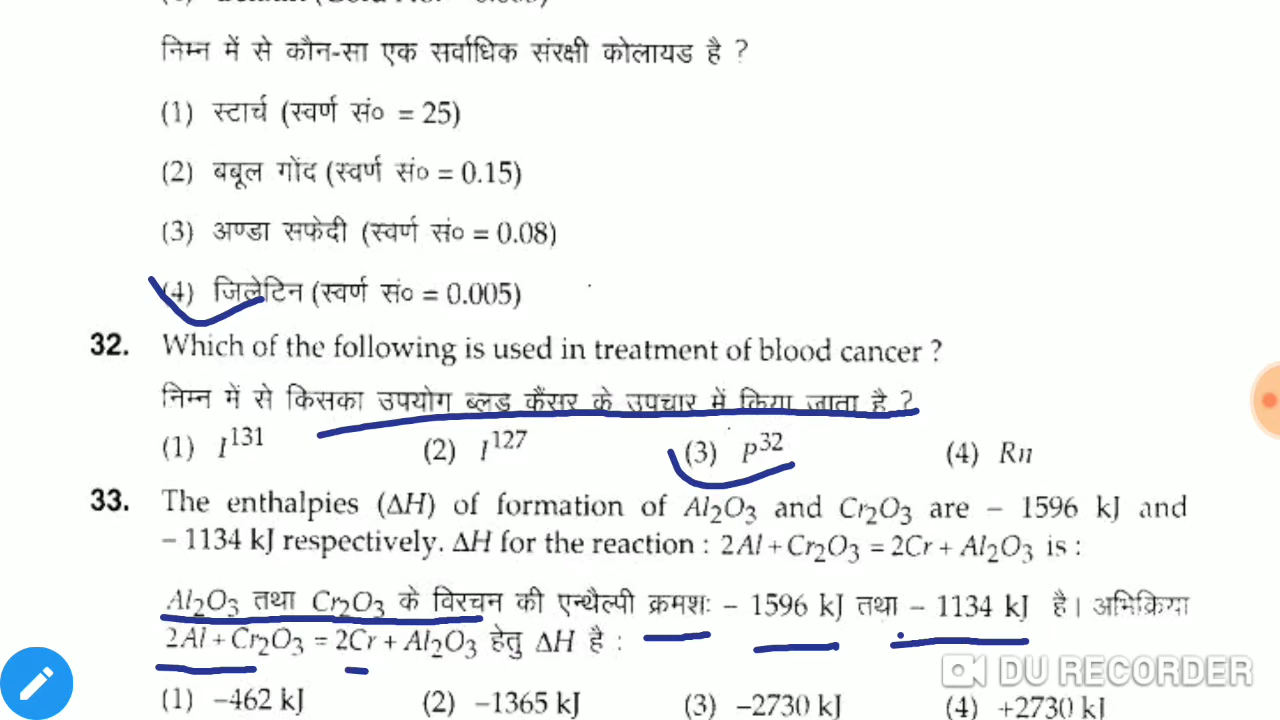 निम्न में से कौन-सा एक सर्वाधिक संरक्षी कोलायड है ?
(1) स्टार्च (स्वर्ण सं० = 25)
(2) बबूल गोंद (स्वर्ण सं० = 0.15)
(3) अण्डा सफेदी (स्वर्ण सं० = 0.08)
(4) जिलेटिन (स्वर्ण सं० = 0.005)
32. Which of the following is used in treatment of blood cancer ?
निम्न में से किसका उपयोग ब्लड कैंसर के उपचार में किया जाता है ?
(1) I¹³¹ (2) I¹²⁷ (3) P³² (4) Rn
33. The enthalpies (ΔH) of formation of Al₂O₃ and Cr₂O₃ are – 1596 kJ and
– 1134 kJ respectively. ΔH for the reaction : 2Al + Cr₂O₃ = 2Cr + Al₂O₃ is :
Al₂O₃ तथा Cr₂O₃ के विरचन की एन्थैल्पी क्रमशः – 1596 kJ तथा – 1134 kJ है। अभिक्रिया
2Al + Cr₂O₃ = 2Cr + Al₂O₃ हेतु ΔH है :
DU RECORDER
(1) –462 kJ (2) –1365 kJ (3) –2730 kJ (4) +2730 kJ